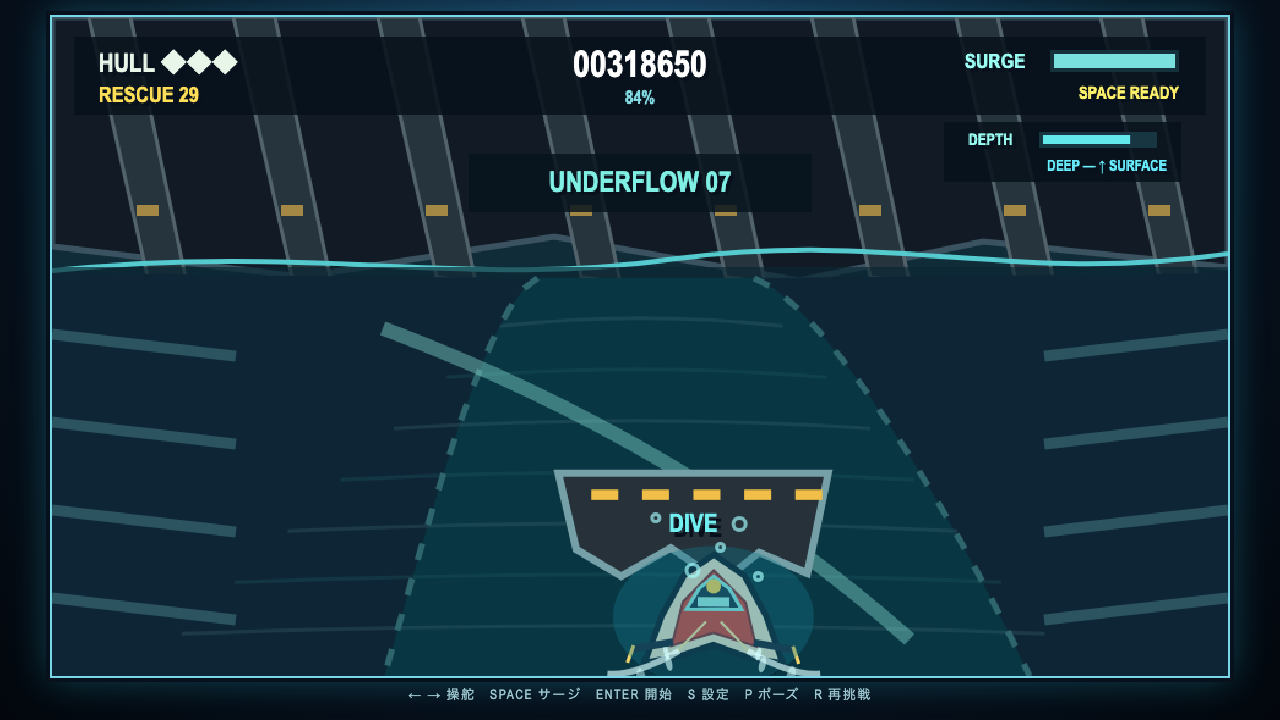 HULL
00318650
SURGE
RESCUE 29
84%
SPACE READY
DEPTH
DEEP — ↑ SURFACE
UNDERFLOW 07
DIVE
← → 操舵 SPACE サージ ENTER 開始 S 設定 P ポーズ R 再挑戦